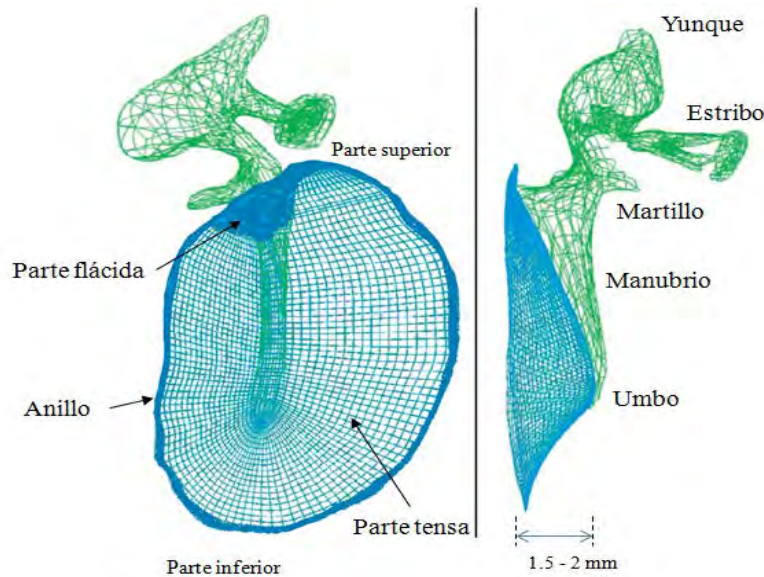 Parte superior
Parte flácida
Anillo
Parte tensa
Parte inferior
Yunque
Estribo
Martillo
Manubrio
Umbo
1.5 - 2 mm